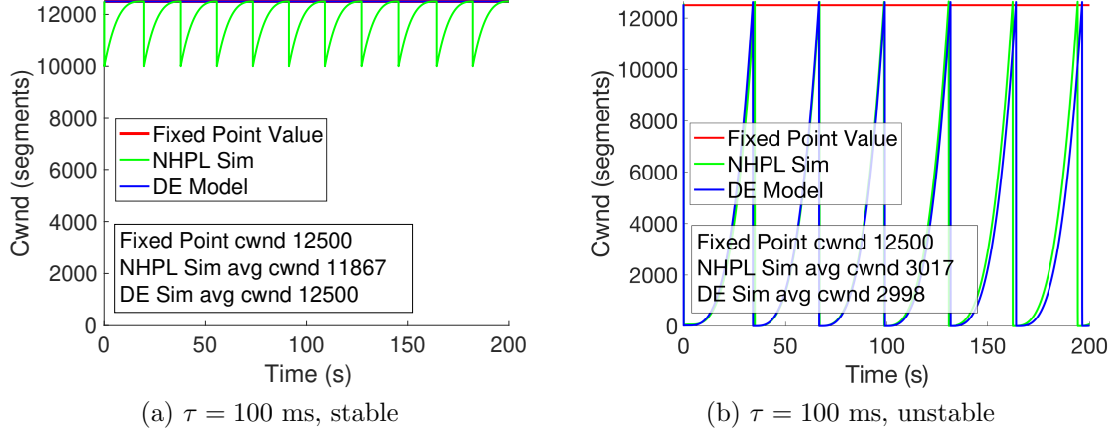 12000
10000
8000
6000
4000
2000
0
Cwnd (segments)
Fixed Point Value
NHPL Sim
DE Model
Fixed Point cwnd 12500
NHPL Sim avg cwnd 11867
DE Sim avg cwnd 12500
0 50 100 150 200
Time (s)
(a) τ = 100 ms, stable
12000
10000
8000
6000
4000
2000
0
Cwnd (segments)
Fixed Point Value
NHPL Sim
DE Model
Fixed Point cwnd 12500
NHPL Sim avg cwnd 3017
DE Sim avg cwnd 2998
0 50 100 150 200
Time (s)
(b) τ = 100 ms, unstable